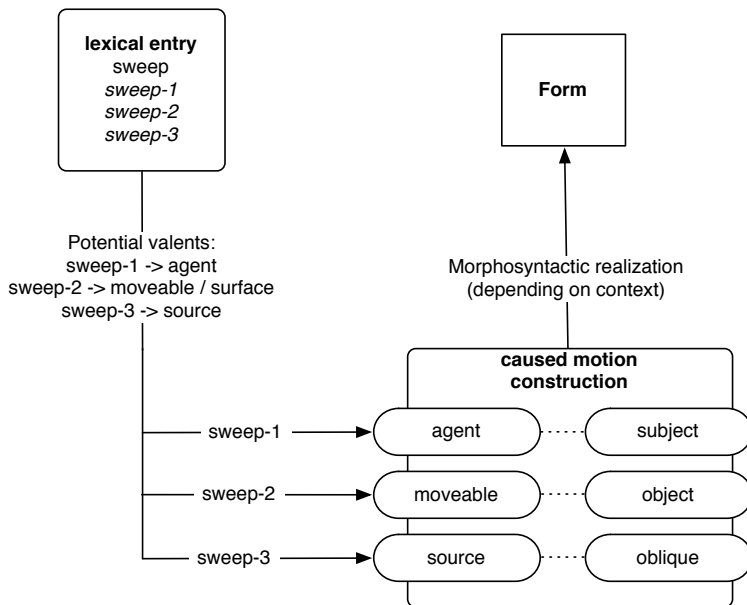 lexical entry
sweep
sweep-1
sweep-2
sweep-3
Form
Potential valents:
sweep-1 -> agent
sweep-2 -> moveable / surface
sweep-3 -> source
Morphosyntactic realization
(depending on context)
caused motion
construction
sweep-1
agent
subject
sweep-2
moveable
object
sweep-3
source
oblique